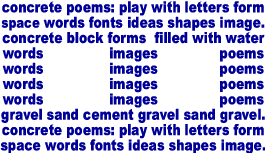 concrete poems: play with letters form
space words fonts ideas shapes image.
concrete block forms filled with water
words images poems
words images poems
words images poems
words images poems
gravel sand cement gravel sand gravel.
concrete poems: play with letters form
space words fonts ideas shapes image.